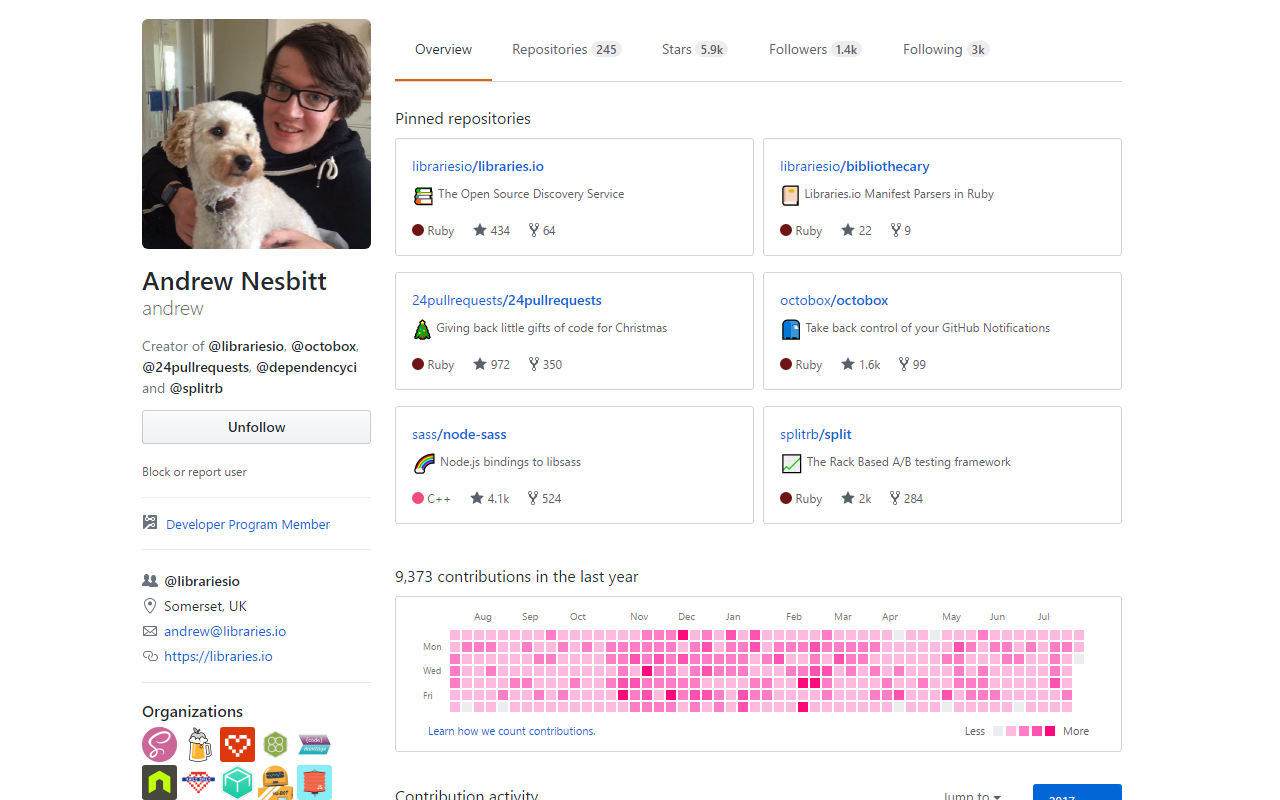 Overview
Repositories 245
Stars 5.9k
Followers 1.4k
Following 3k
Andrew Nesbitt
andrew
Creator of @librariesio, @octobox,
@24pullrequests, @dependencyci
and @splitrb
Unfollow
Block or report user
Developer Program Member
@librariesio
Somerset, UK
andrew@libraries.io
https://libraries.io
Organizations
Pinned repositories
librariesio/libraries.io
The Open Source Discovery Service
Ruby 434 64
librariesio/bibliothecary
Libraries.io Manifest Parsers in Ruby
Ruby 22 9
24pullrequests/24pullrequests
Giving back little gifts of code for Christmas
Ruby 972 350
octobox/octobox
Take back control of your GitHub Notifications
Ruby 1.6k 99
sass/node-sass
Node.js bindings to libsass
C++ 4.1k 524
splitrb/split
The Rack Based A/B testing framework
Ruby 2k 284
9,373 contributions in the last year
Aug Sep Oct Nov Dec Jan Feb Mar Apr May Jun Jul
Mon
Wed
Fri
Learn how we count contributions.
Less More
Contribution activity
Jump to
2017